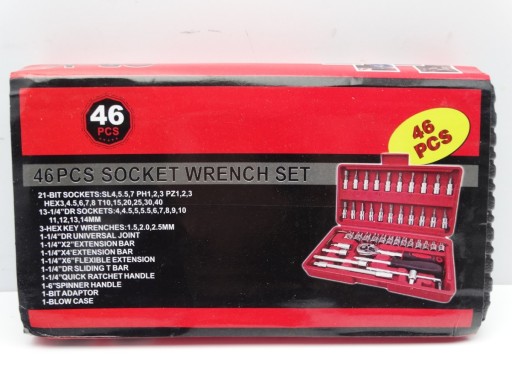 46
PCS
46
PCS
46PCS SOCKET WRENCH SET
21-BIT SOCKETS:SL4,5.5,7 PH1,2,3 PZ1,2,3
HEX3,4,5,6,7,8 T10,15,20,25,30,40
13-1/4"DR SOCKETS:4,4.5,5,5.5,6,7,8,9,10
11,12,13,14MM
3-HEX KEY WRENCHES:1.5,2.0,2.5MM
1-1/4"DR UNIVERSAL JOINT
1-1/4"X2"EXTENSION BAR
1-1/4"X4"EXTENSION BAR
1-1/4"X6"FLEXIBLE EXTENSION
1-1/4"DR SLIDING T BAR
1-1/4"QUICK RATCHET HANDLE
1-6"SPINNER HANDLE
1-BIT ADAPTOR
1-BLOW CASE